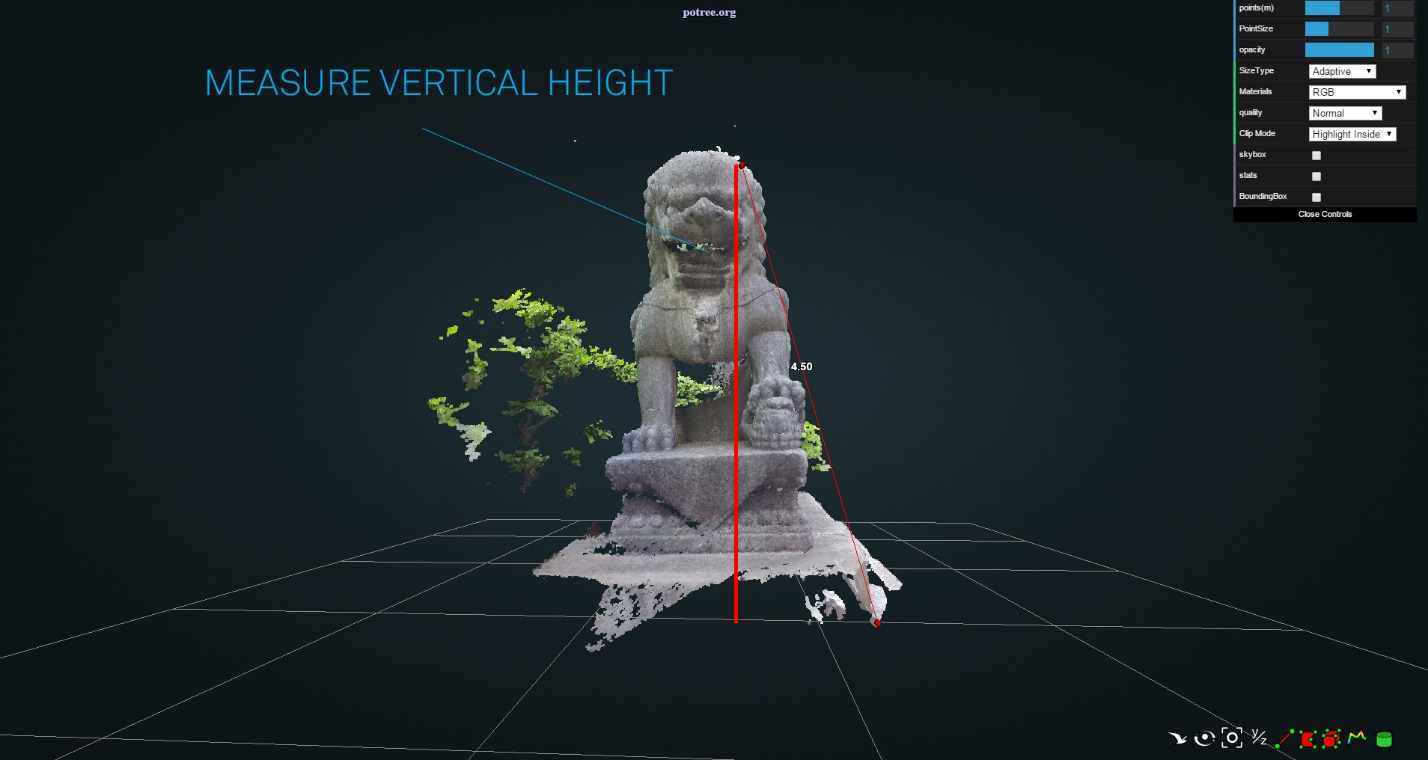 potree.org
points(m) 1
PointSize 1
opacity 1
MEASURE VERTICAL HEIGHT
SizeType Adaptive
Materials RGB
quality Normal
Clip Mode Highlight Inside
skybox
stats
BoundingBox
Close Controls
4.50
y/z